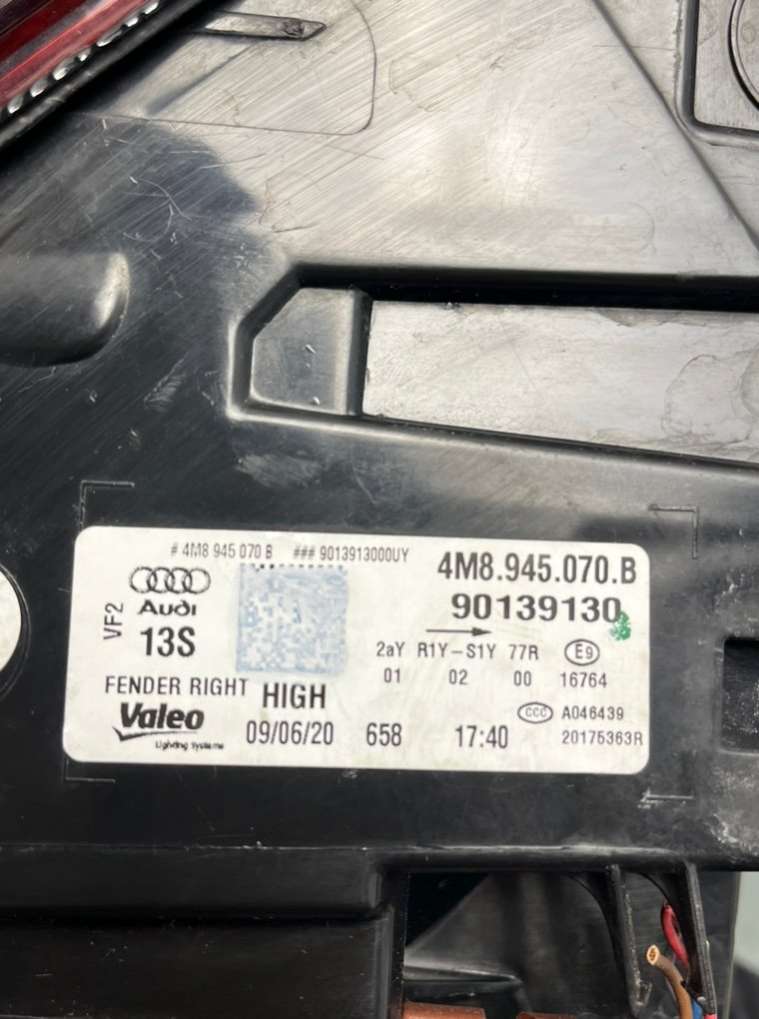 # 4M8 945 070 B ### 9013913000UY
4M8.945.070.B
90139130
Audi
VF2
13S
2aY R1Y-S1Y 77R E9
01 02 00 16764
FENDER RIGHT HIGH
Valeo
Lighting Systems
09/06/20 658 17:40
CCC A046439
20175363R